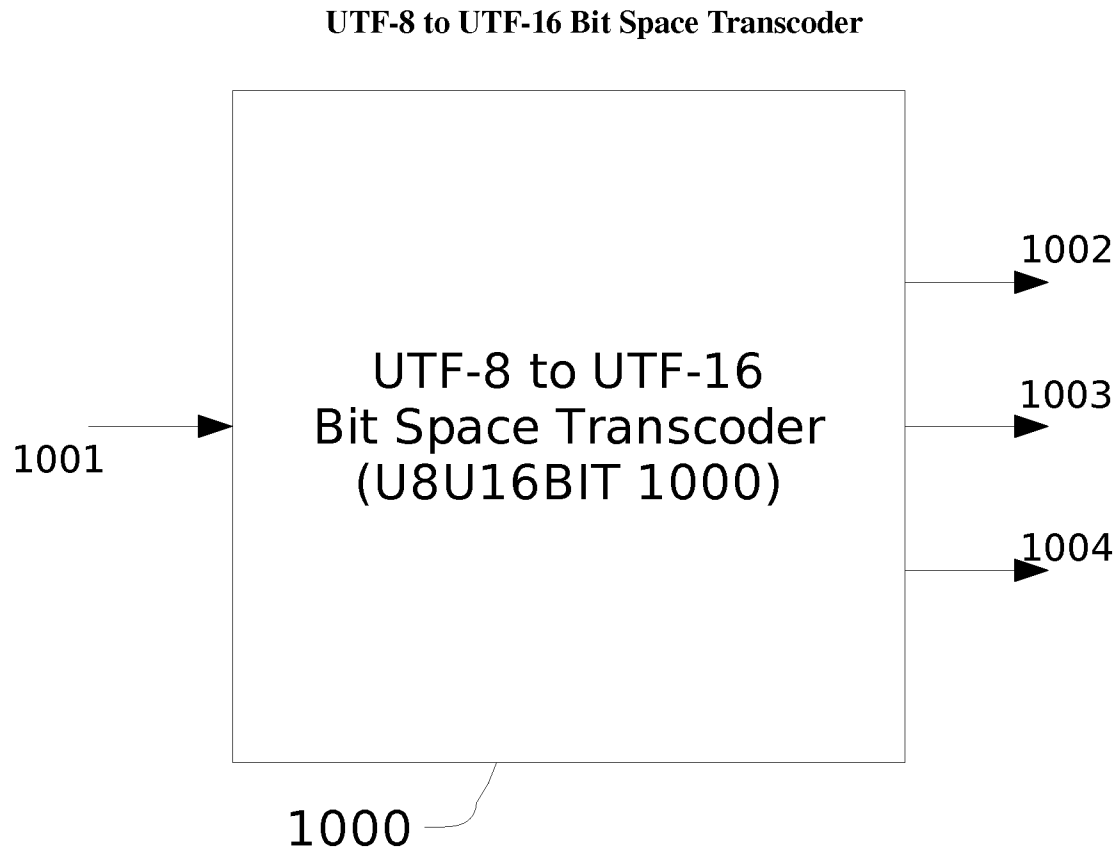 UTF-8 to UTF-16 Bit Space Transcoder
1002
UTF-8 to UTF-16
1003
Bit Space Transcoder
1001
(U8U16BIT 1000)
1004
1000